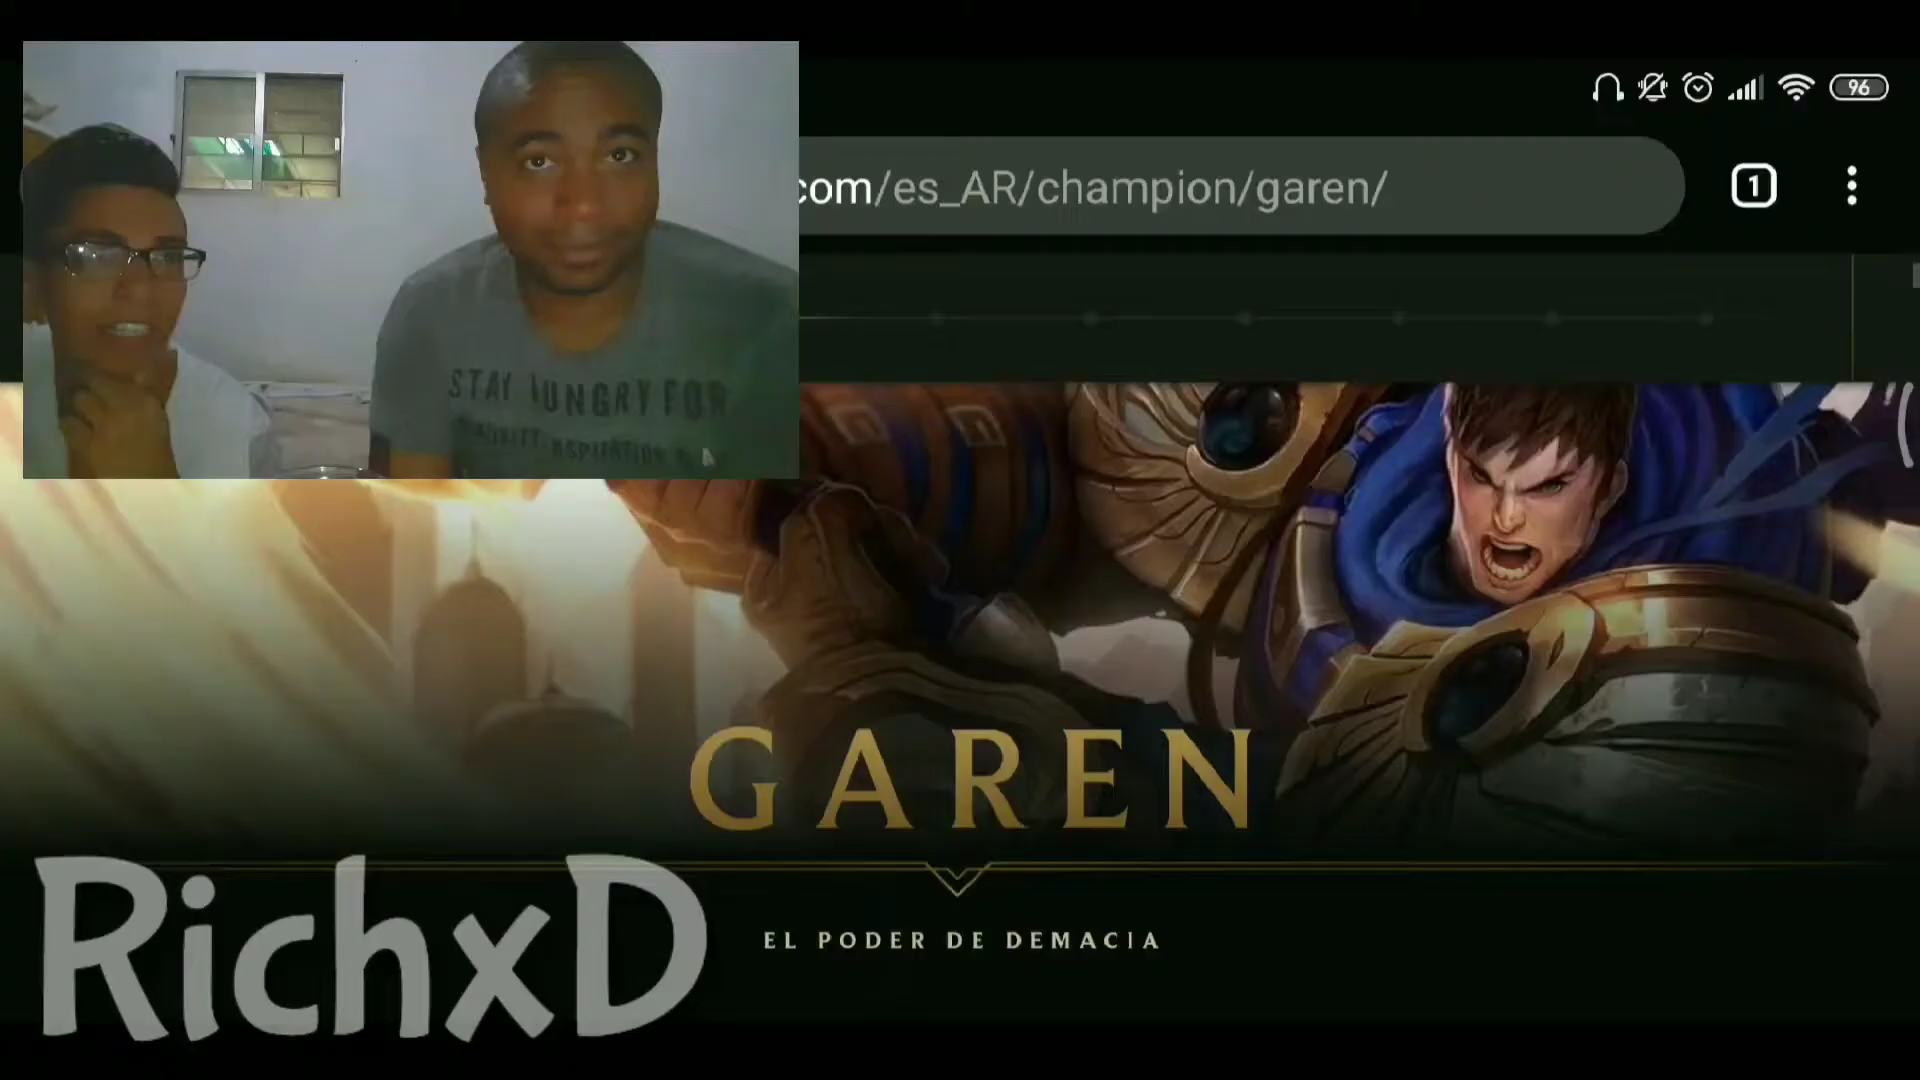 96
com/es_AR/champion/garen/
1
STAY HUNGRY FOR
GAREN
EL PODER DE DEMACIA
RichxD